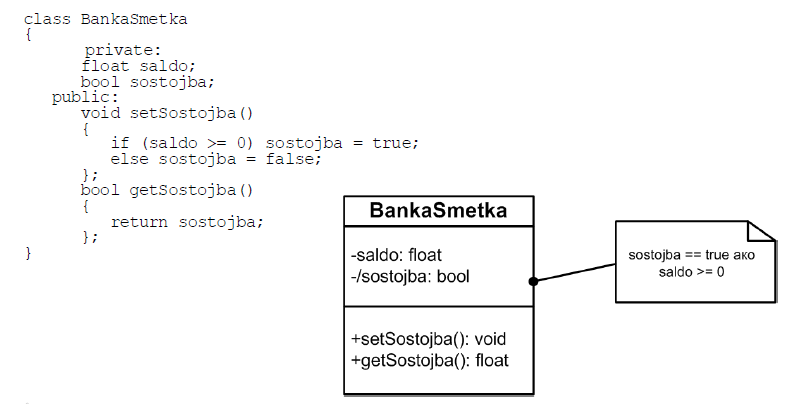 class BankaSmetka
{
private:
float saldo;
bool sostojba;
public:
void setSostojba()
{
if (saldo >= 0) sostojba = true;
else sostojba = false;
};
bool getSostojba()
{
return sostojba;
};
}
BankaSmetka
-saldo: float
-/sostojba: bool
+setSostojba(): void
+getSostojba(): float
sostojba == true ако
saldo >= 0